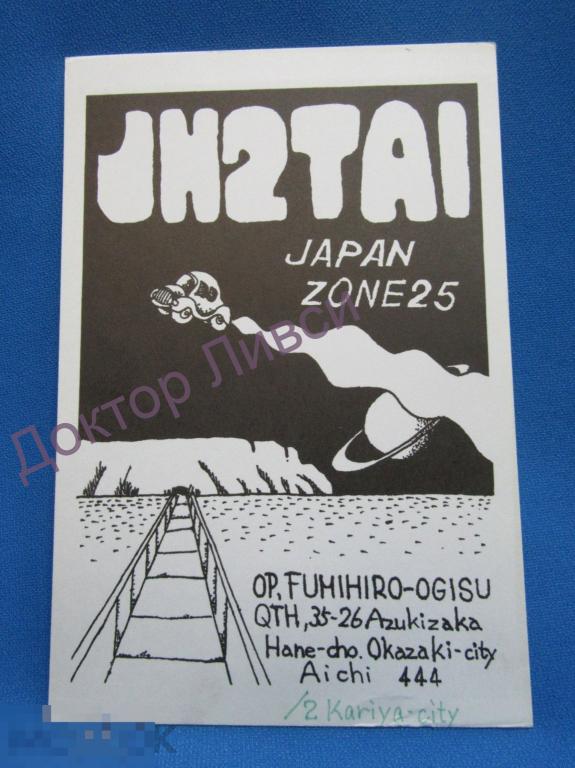 JH2TAI
JAPAN
ZONE25
Доктор Ливси
OP, FUMIHIRO-OGISU
QTH, 35-26 Azukizaka
Hane-cho. Okazaki-city
Aichi 444
/2 Kariya-city